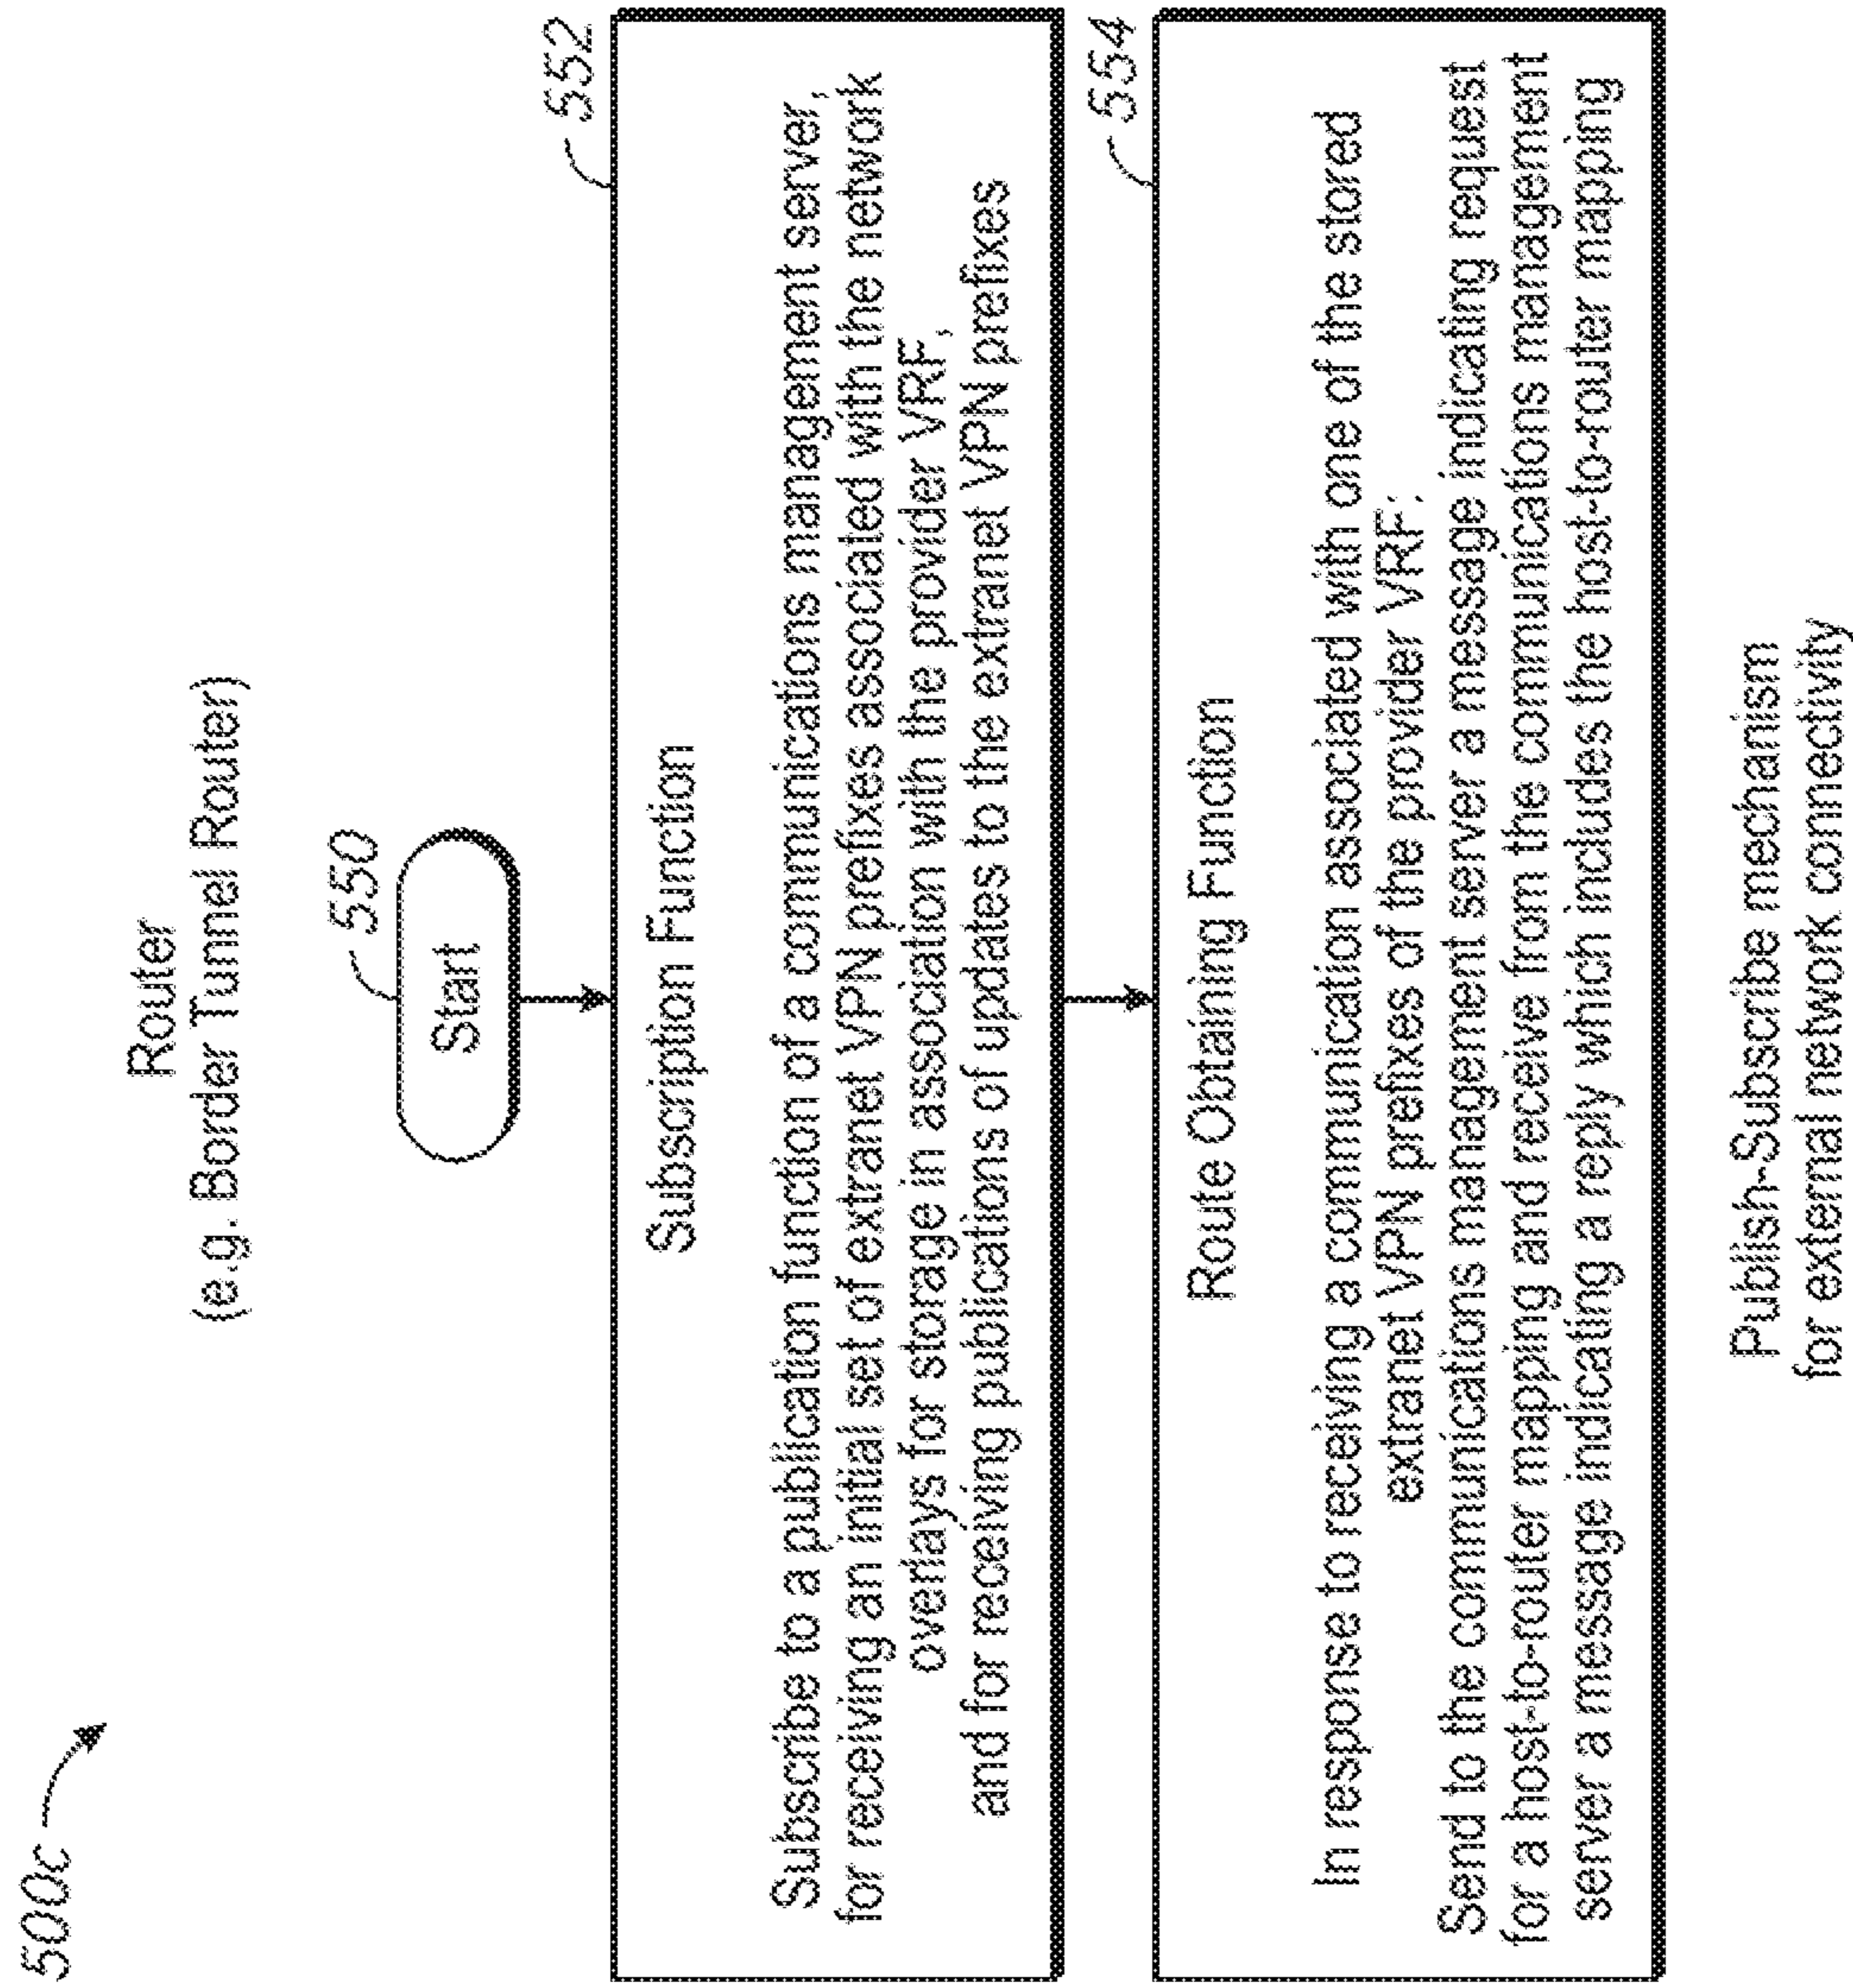 500c
Router
(e.g. Border Tunnel Router)
550
Start
552
Subscription Function
Subscribe to a publication function of a communications management server,
for receiving an initial set of extranet VPN prefixes associated with the network
overlays for storage in association with the provider VRF,
and for receiving publications of updates to the extranet VPN prefixes
554
Route Obtaining Function
In response to receiving a communication associated with one of the stored
extranet VPN prefixes of the provider VRF:
Send to the communications management server a message indicating request
for a host-to-router mapping and receive from the communications management
server a message indicating a reply which includes the host-to-router mapping
Publish-Subscribe mechanism
for external network connectivity